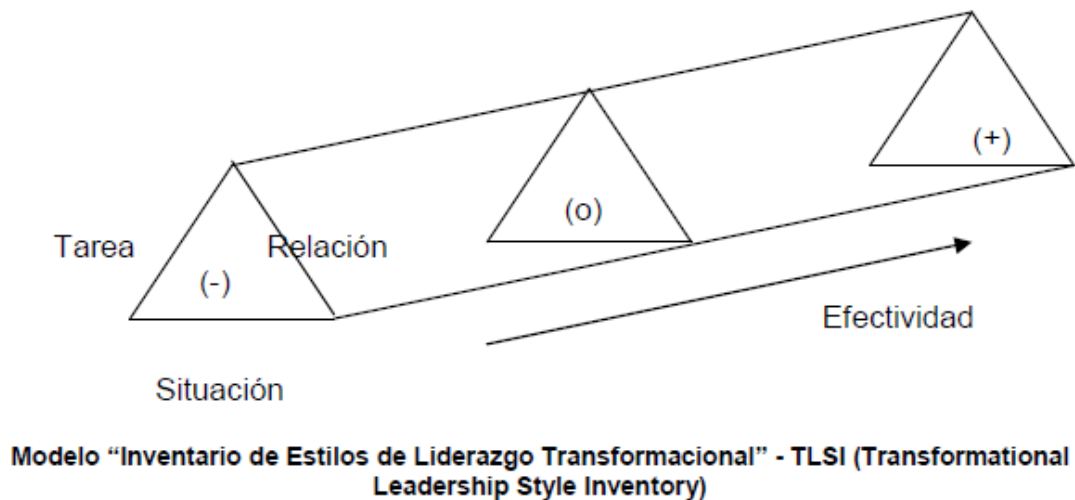 (+)
(o)
Tarea
Relación
(-)
Efectividad
Situación
Modelo “Inventario de Estilos de Liderazgo Transformacional” - TLSI (Transformational
Leadership Style Inventory)